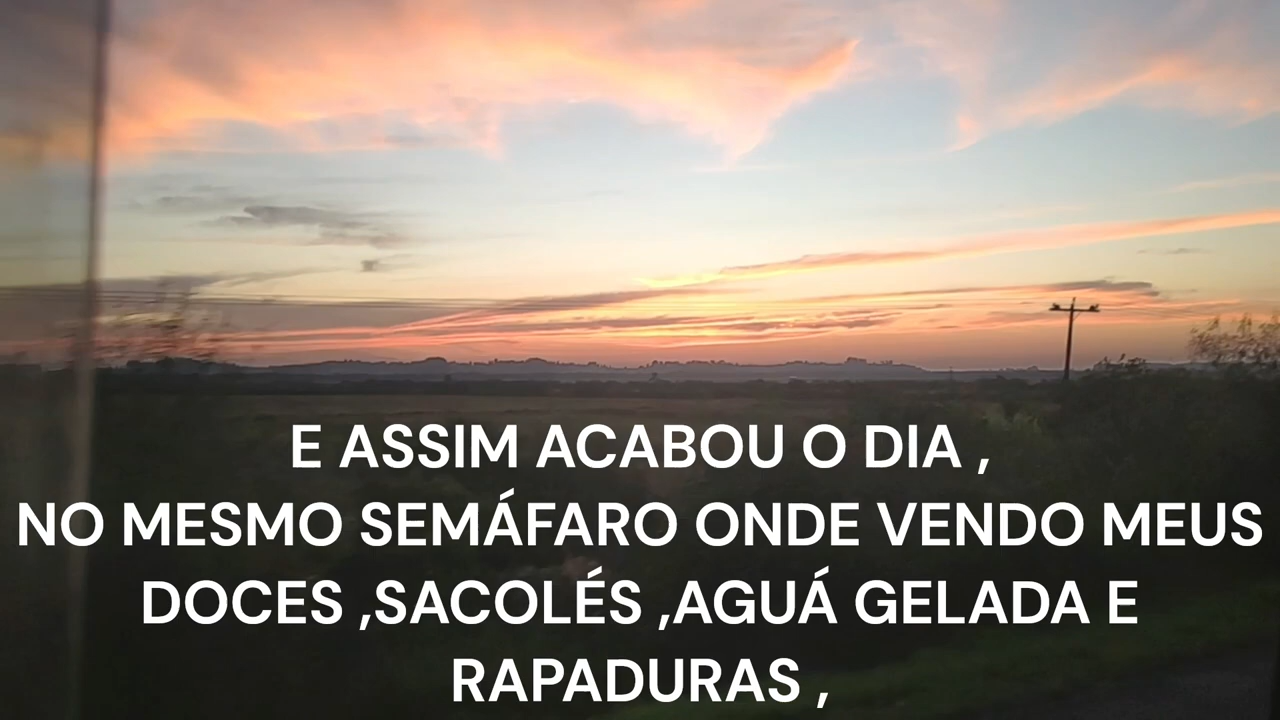 E ASSIM ACABOU O DIA ,
NO MESMO SEMÁFARO ONDE VENDO MEUS
DOCES ,SACOLÉS ,AGUÁ GELADA E
RAPADURAS ,